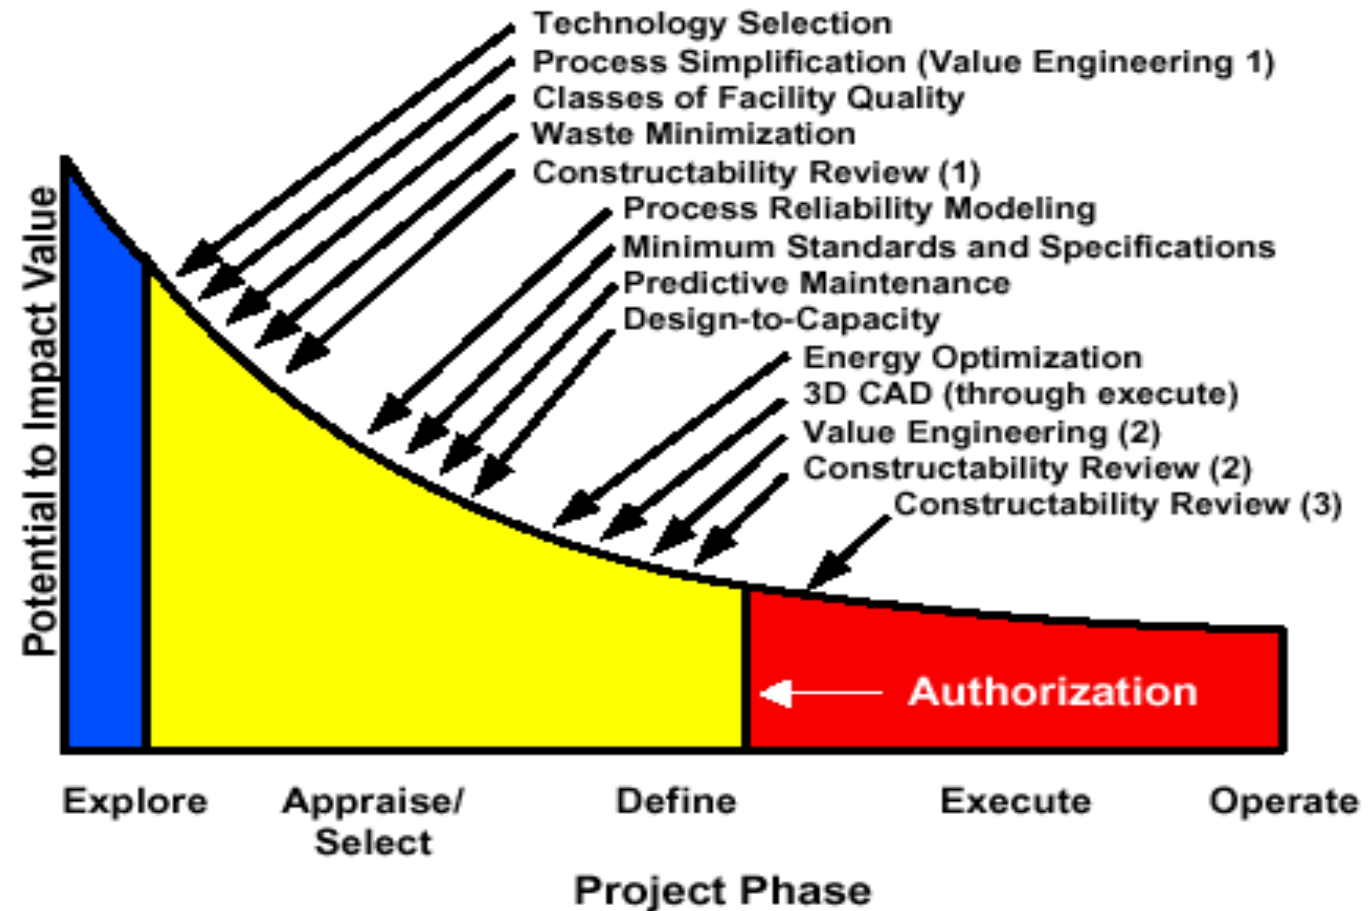 Technology Selection
Process Simplification (Value Engineering 1)
Classes of Facility Quality
Waste Minimization
Constructability Review (1)
Process Reliability Modeling
Minimum Standards and Specifications
Predictive Maintenance
Design-to-Capacity
Energy Optimization
3D CAD (through execute)
Value Engineering (2)
Constructability Review (2)
Constructability Review (3)
Potential to Impact Value
Authorization
Explore
Appraise/
Select
Define
Execute
Operate
Project Phase